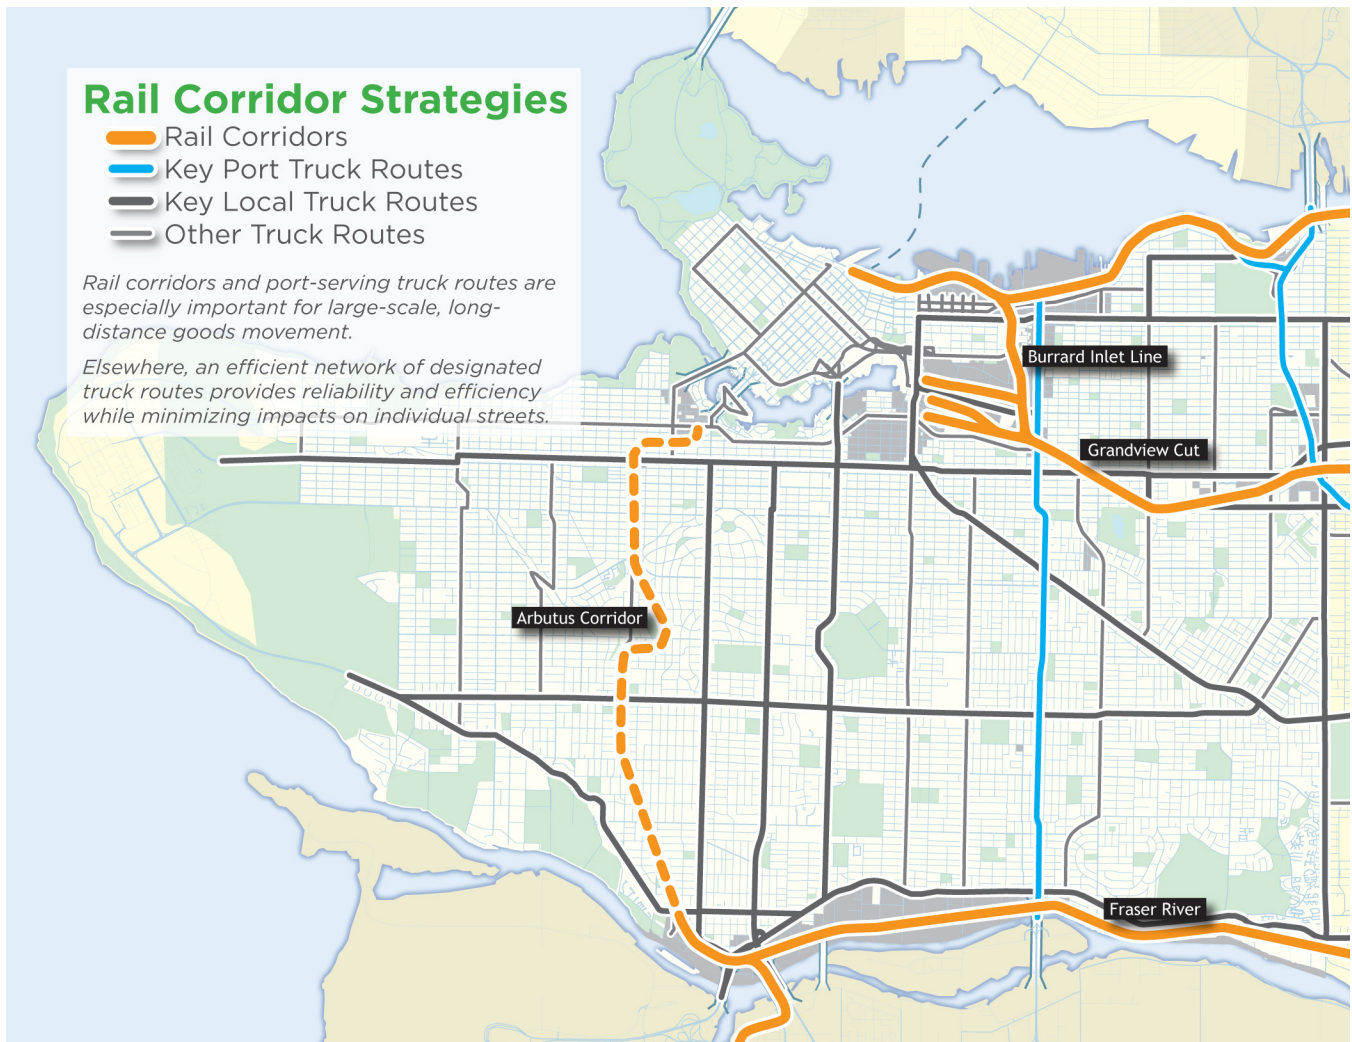 Rail Corridor Strategies
Rail Corridors
Key Port Truck Routes
Key Local Truck Routes
Other Truck Routes
Rail corridors and port-serving truck routes are
especially important for large-scale, long-
distance goods movement.
Elsewhere, an efficient network of designated
truck routes provides reliability and efficiency
while minimizing impacts on individual streets.
Burrard Inlet Line
Grandview Cut
Arbutus Corridor
Fraser River